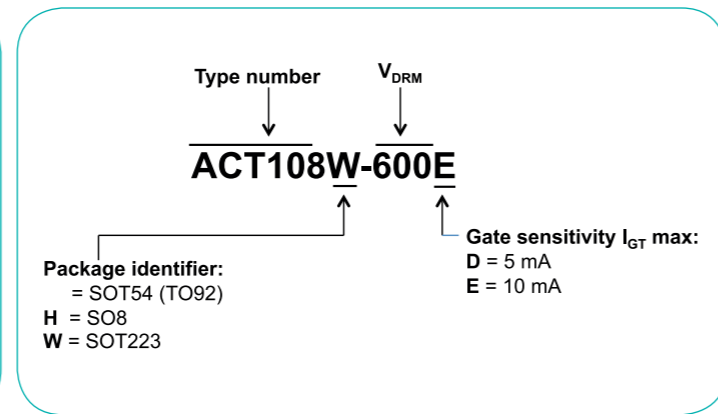 Type number
VDRM
ACT108W-600E
Package identifier:
= SOT54 (TO92)
H = SO8
W = SOT223
Gate sensitivity IGT max:
D = 5 mA
E = 10 mA